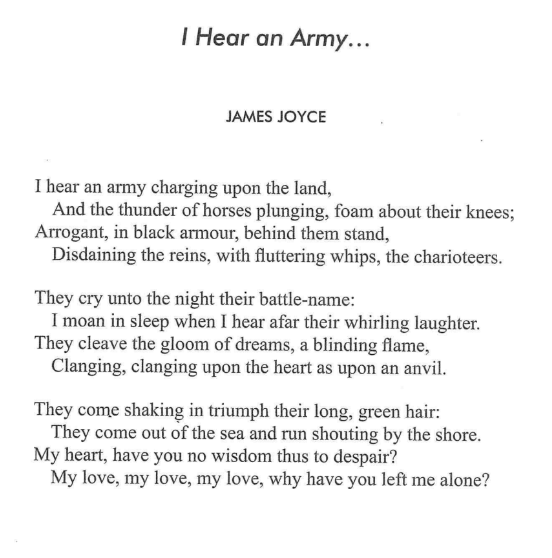 I Hear an Army...
JAMES JOYCE
I hear an army charging upon the land,
And the thunder of horses plunging, foam about their knees;
Arrogant, in black armour, behind them stand,
Disdaining the reins, with fluttering whips, the charioteers.
They cry unto the night their battle-name:
I moan in sleep when I hear afar their whirling laughter.
They cleave the gloom of dreams, a blinding flame,
Clanging, clanging upon the heart as upon an anvil.
They come shaking in triumph their long, green hair:
They come out of the sea and run shouting by the shore.
My heart, have you no wisdom thus to despair?
My love, my love, my love, why have you left me alone?